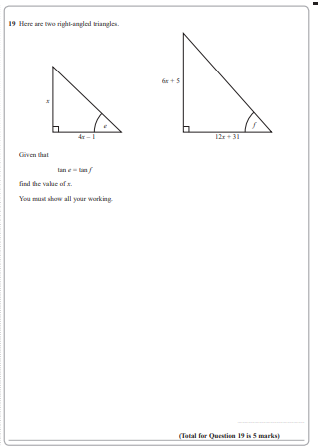 19 Here are two right-angled triangles.
6x + 5
x
e
f
4x – 1
12x + 31
Given that
tan e = tan f
find the value of x.
You must show all your working.
(Total for Question 19 is 5 marks)